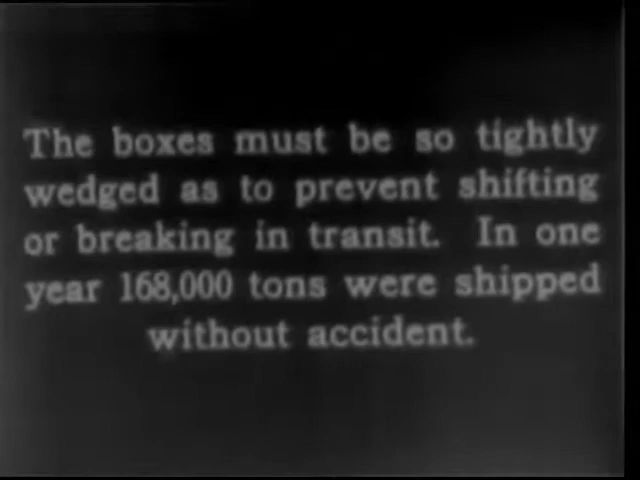 The boxes must be so tightly
wedged as to prevent shifting
or breaking in transit. In one
year 168,000 tons were shipped
without accident.